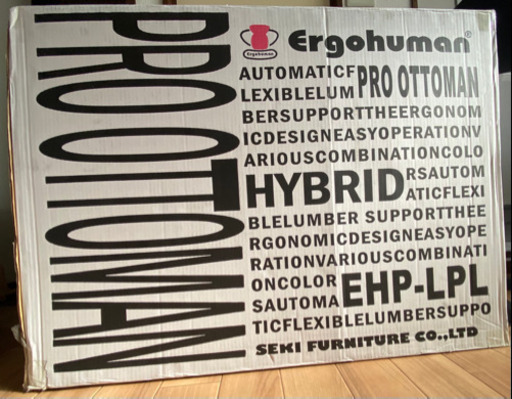 PRO OTTOMAN
Ergohuman
Ergohuman®
AUTOMATICF PRO OTTOMAN
LEXIBLELUM
BERSUPPORTTHEERGONOM
ICDESIGNEASYOPERATIONV
ARIOUSCOMBINATIONCOLO
HYBRID RSAUTOM
ATICFLEXI
BLELUMBER SUPPORTTHEE
RGONOMICDESIGNEASYOPE
RATIONVARIOUSCOMBINATI
ONCOLOR EHP-LPL
SAUTOMA
TICFLEXIBLELUMBERSUPPO
SEKI FURNITURE CO.,LTD